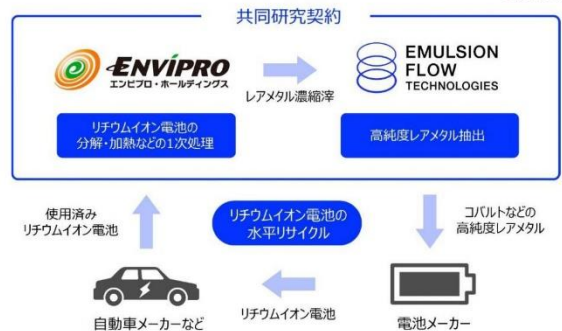 共同研究契約
ENVIPRO
エンビプロ・ホールディングス
レアメタル濃縮滓
EMULSION
FLOW
TECHNOLOGIES
リチウムイオン電池の
分解・加熱などの1次処理
高純度レアメタル抽出
使用済み
リチウムイオン電池
リチウムイオン電池の
水平リサイクル
コバルトなどの
高純度レアメタル
自動車メーカーなど
リチウムイオン電池
電池メーカー